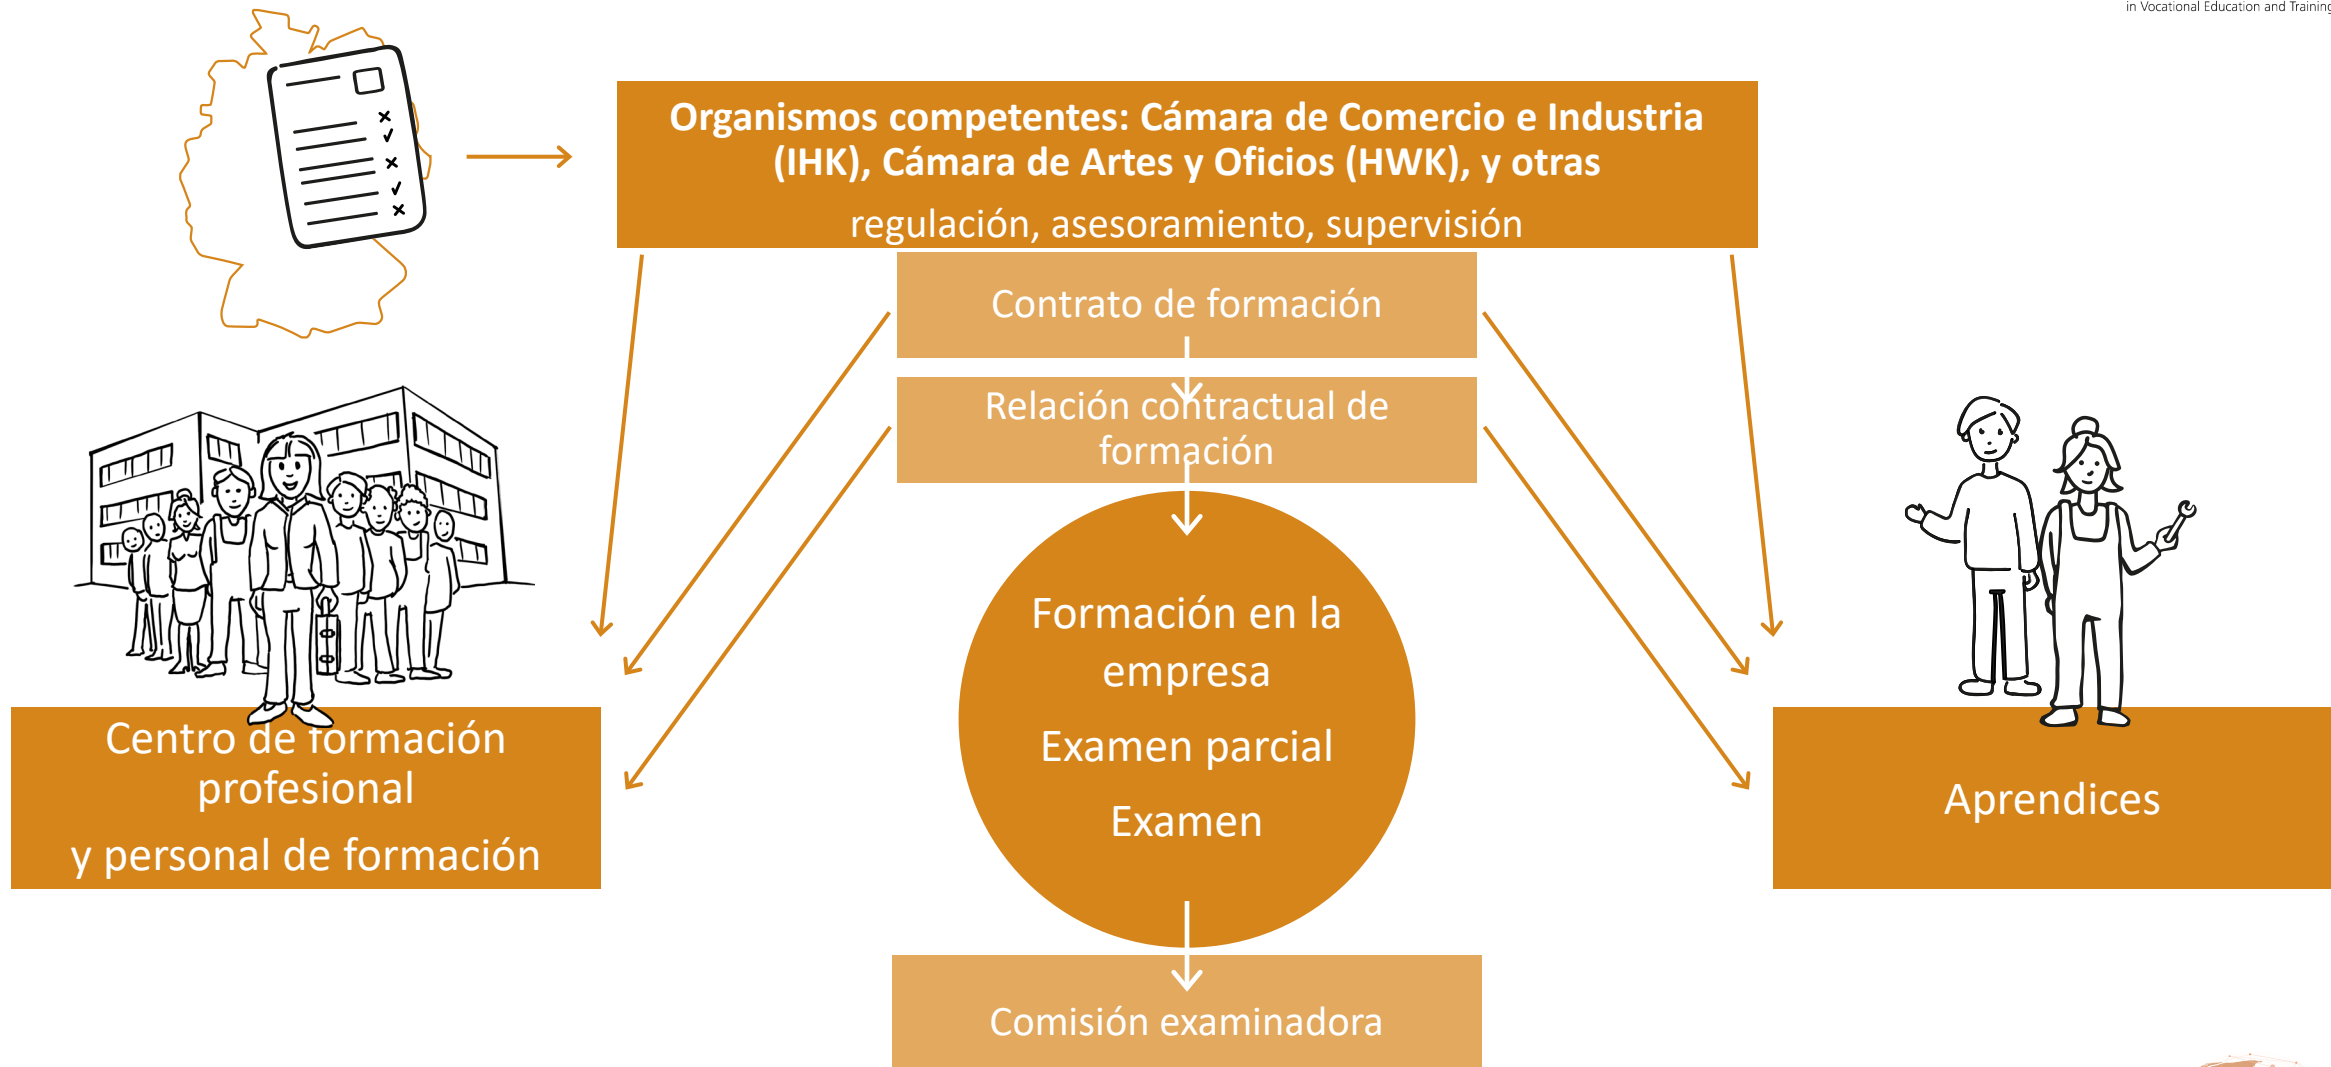 in Vocational Education and Training
Organismos competentes: Cámara de Comercio e Industria
(IHK), Cámara de Artes y Oficios (HWK), y otras
regulación, asesoramiento, supervisión
Contrato de formación
Relación contractual de
formación
Formación en la
empresa
Examen parcial
Examen
Centro de formación
profesional
y personal de formación
Aprendices
Comisión examinadora